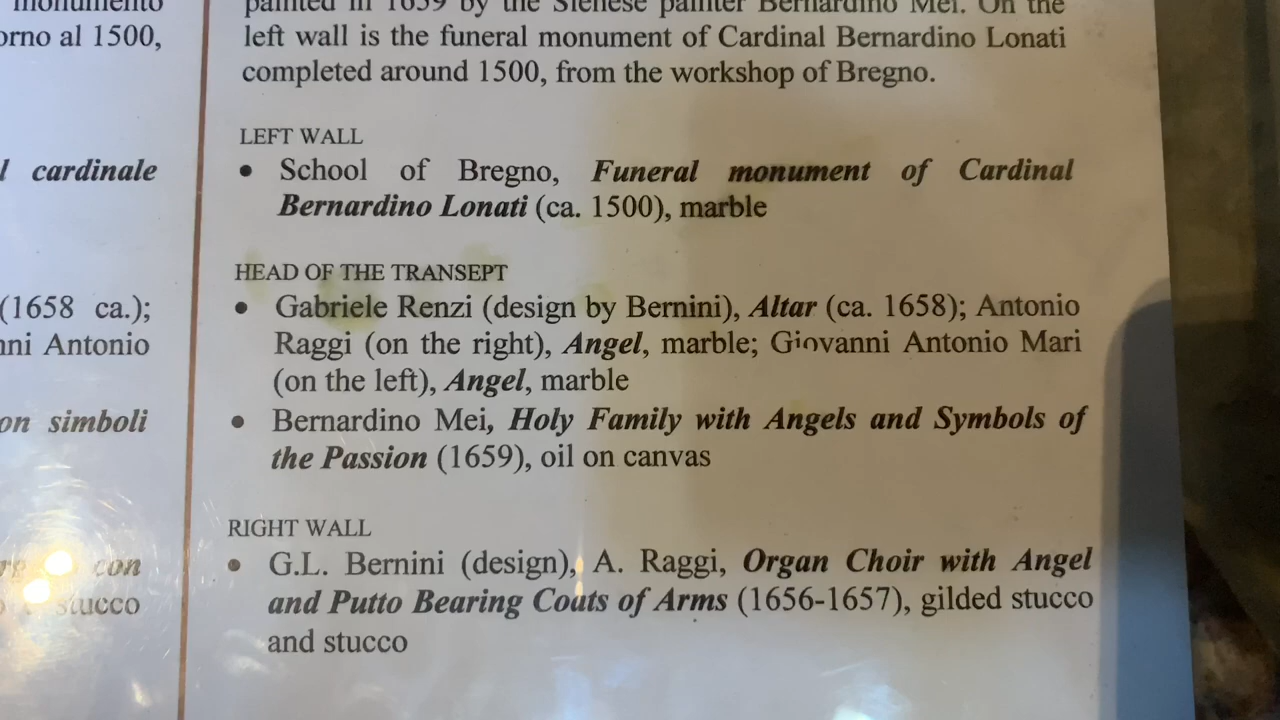 monumento
orno al 1500,
l cardinale
(1658 ca.);
nni Antonio
on simboli
con
stucco
painted in 1659 by the Sienese painter Bernardino Mei. On the
left wall is the funeral monument of Cardinal Bernardino Lonati
completed around 1500, from the workshop of Bregno.
LEFT WALL
• School of Bregno, Funeral monument of Cardinal
Bernardino Lonati (ca. 1500), marble
HEAD OF THE TRANSEPT
• Gabriele Renzi (design by Bernini), Altar (ca. 1658); Antonio
Raggi (on the right), Angel, marble; Giovanni Antonio Mari
(on the left), Angel, marble
• Bernardino Mei, Holy Family with Angels and Symbols of
the Passion (1659), oil on canvas
RIGHT WALL
• G.L. Bernini (design), A. Raggi, Organ Choir with Angel
and Putto Bearing Coats of Arms (1656-1657), gilded stucco
and stucco